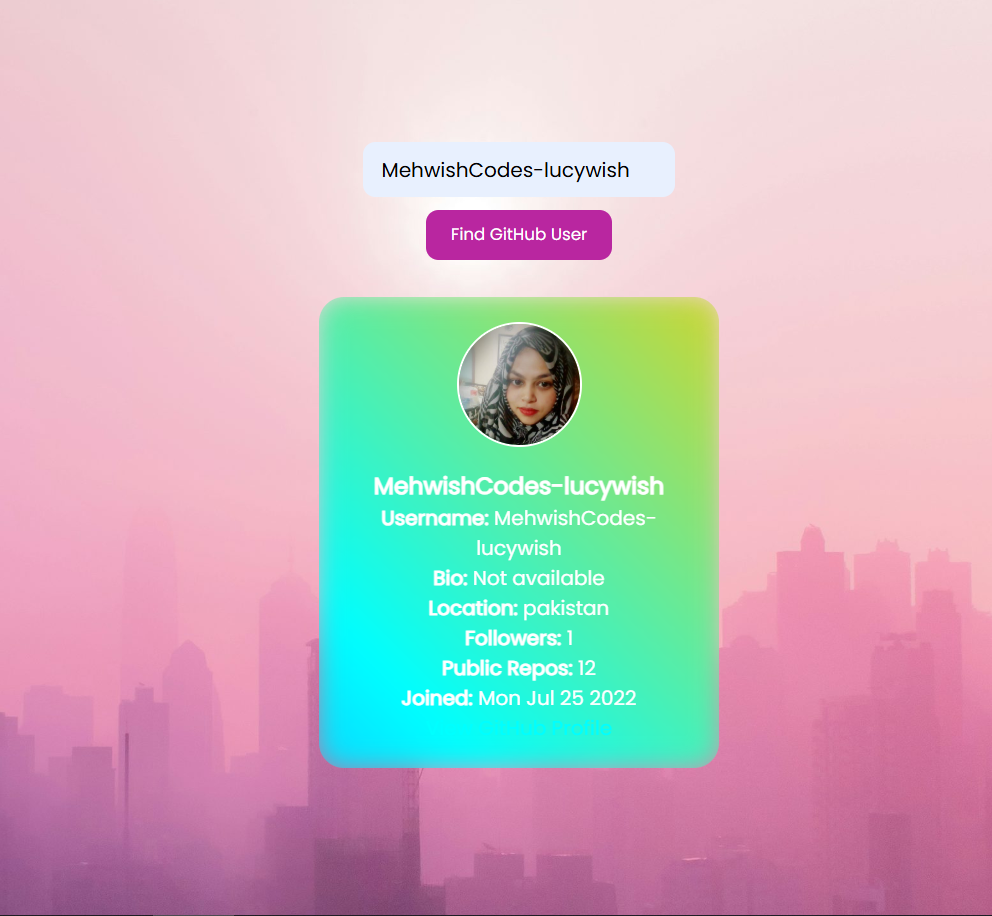 MehwishCodes-lucywish
Find GitHub User
MehwishCodes-lucywish
Username: MehwishCodes-
lucywish
Bio: Not available
Location: pakistan
Followers: 1
Public Repos: 12
Joined: Mon Jul 25 2022
Profile